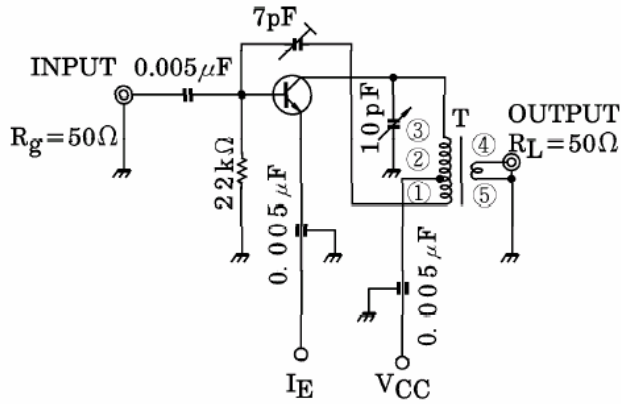 7pF
INPUT
0.005μF
Rg=50Ω
22kΩ
0.005μF
10pF
③
②
①
T
④
⑤
OUTPUT
RL=50Ω
0.005μF
IE
VCC